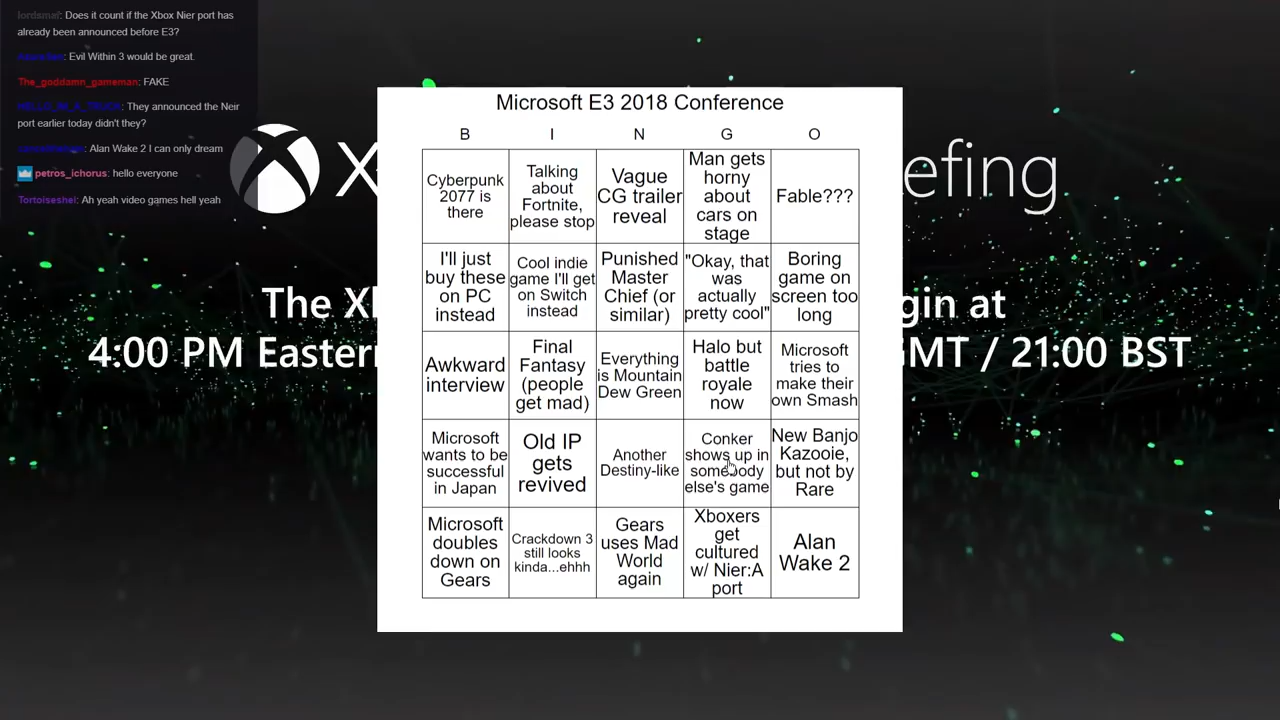 Does it count if the Xbox Nier port has
already been announced before E3?
: Evil Within 3 would be great.
The_goddamn_gameman: FAKE
: They announced the Neir
port earlier today didn't they?
: Alan Wake 2 I can only dream
petros_ichorus: hello everyone
Tortoiseshel: Ah yeah video games hell yeah
X
efing
The X
gin at
4:00 PM Eastern
GMT / 21:00 BST
Microsoft E3 2018 Conference
B I N G O
Cyberpunk
2077 is
there
Talking
about
Fortnite,
please stop
Vague
CG trailer
reveal
Man gets
horny
about
cars on
stage
Fable???
I'll just
buy these
on PC
instead
Cool indie
game I'll get
on Switch
instead
Punished
Master
Chief (or
similar)
"Okay, that
was
actually
pretty cool"
Boring
game on
screen too
long
Awkward
interview
Final
Fantasy
(people
get mad)
Everything
is Mountain
Dew Green
Halo but
battle
royale
now
Microsoft
tries to
make their
own Smash
Microsoft
wants to be
successful
in Japan
Old IP
gets
revived
Another
Destiny-like
Conker
shows up in
somebody
else's game
New Banjo
Kazooie,
but not by
Rare
Microsoft
doubles
down on
Gears
Crackdown 3
still looks
kinda...ehhh
Gears
uses Mad
World
again
Xboxers
get
cultured
w/ Nier:A
port
Alan
Wake 2